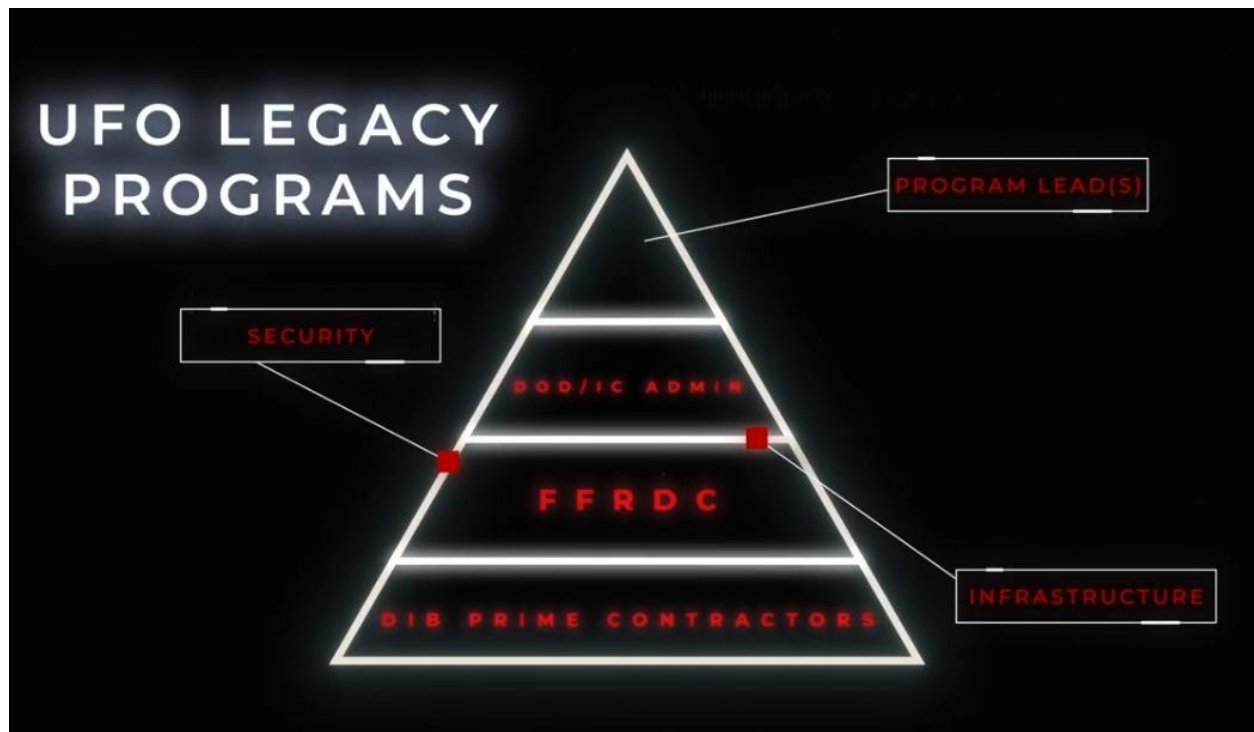 UFO LEGACY
PROGRAMS
PROGRAM LEAD(S)
SECURITY
DOD/IC ADMIN
FFRDC
INFRASTRUCTURE
DIB PRIME CONTRACTORS